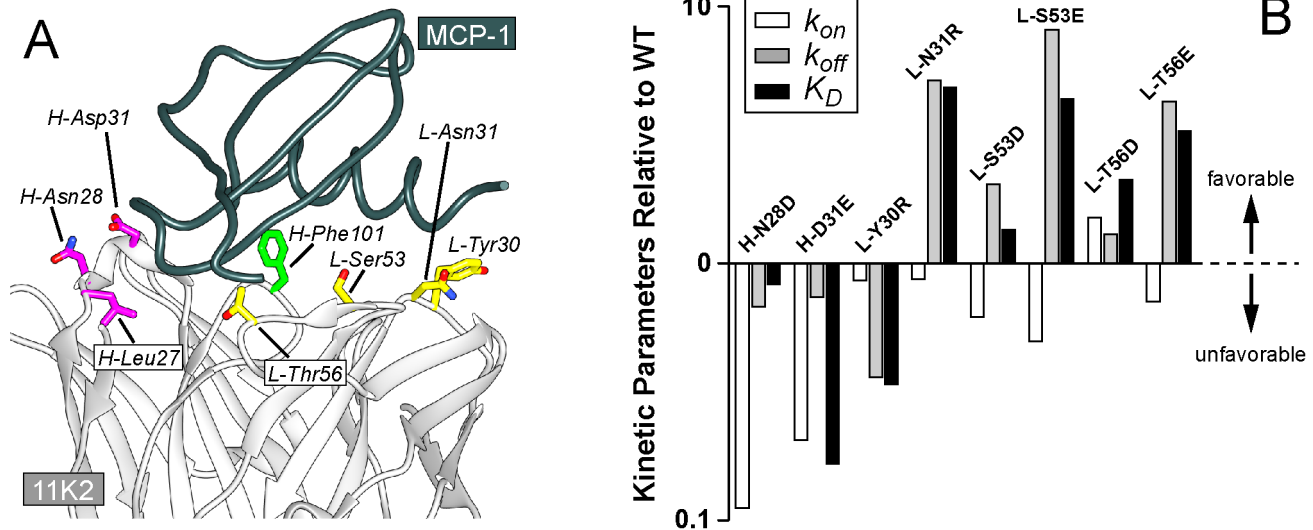 A
MCP-1
H-Asp31
L-Asn31
H-Asn28
H-Phe101
L-Tyr30
L-Ser53
H-Leu27
L-Thr56
11K2
B
Kinetic Parameters Relative to WT
10
0
0.1
kon
koff
KD
H-N28D
H-D31E
L-Y30R
L-N31R
L-S53D
L-S53E
L-T56D
L-T56E
favorable
unfavorable